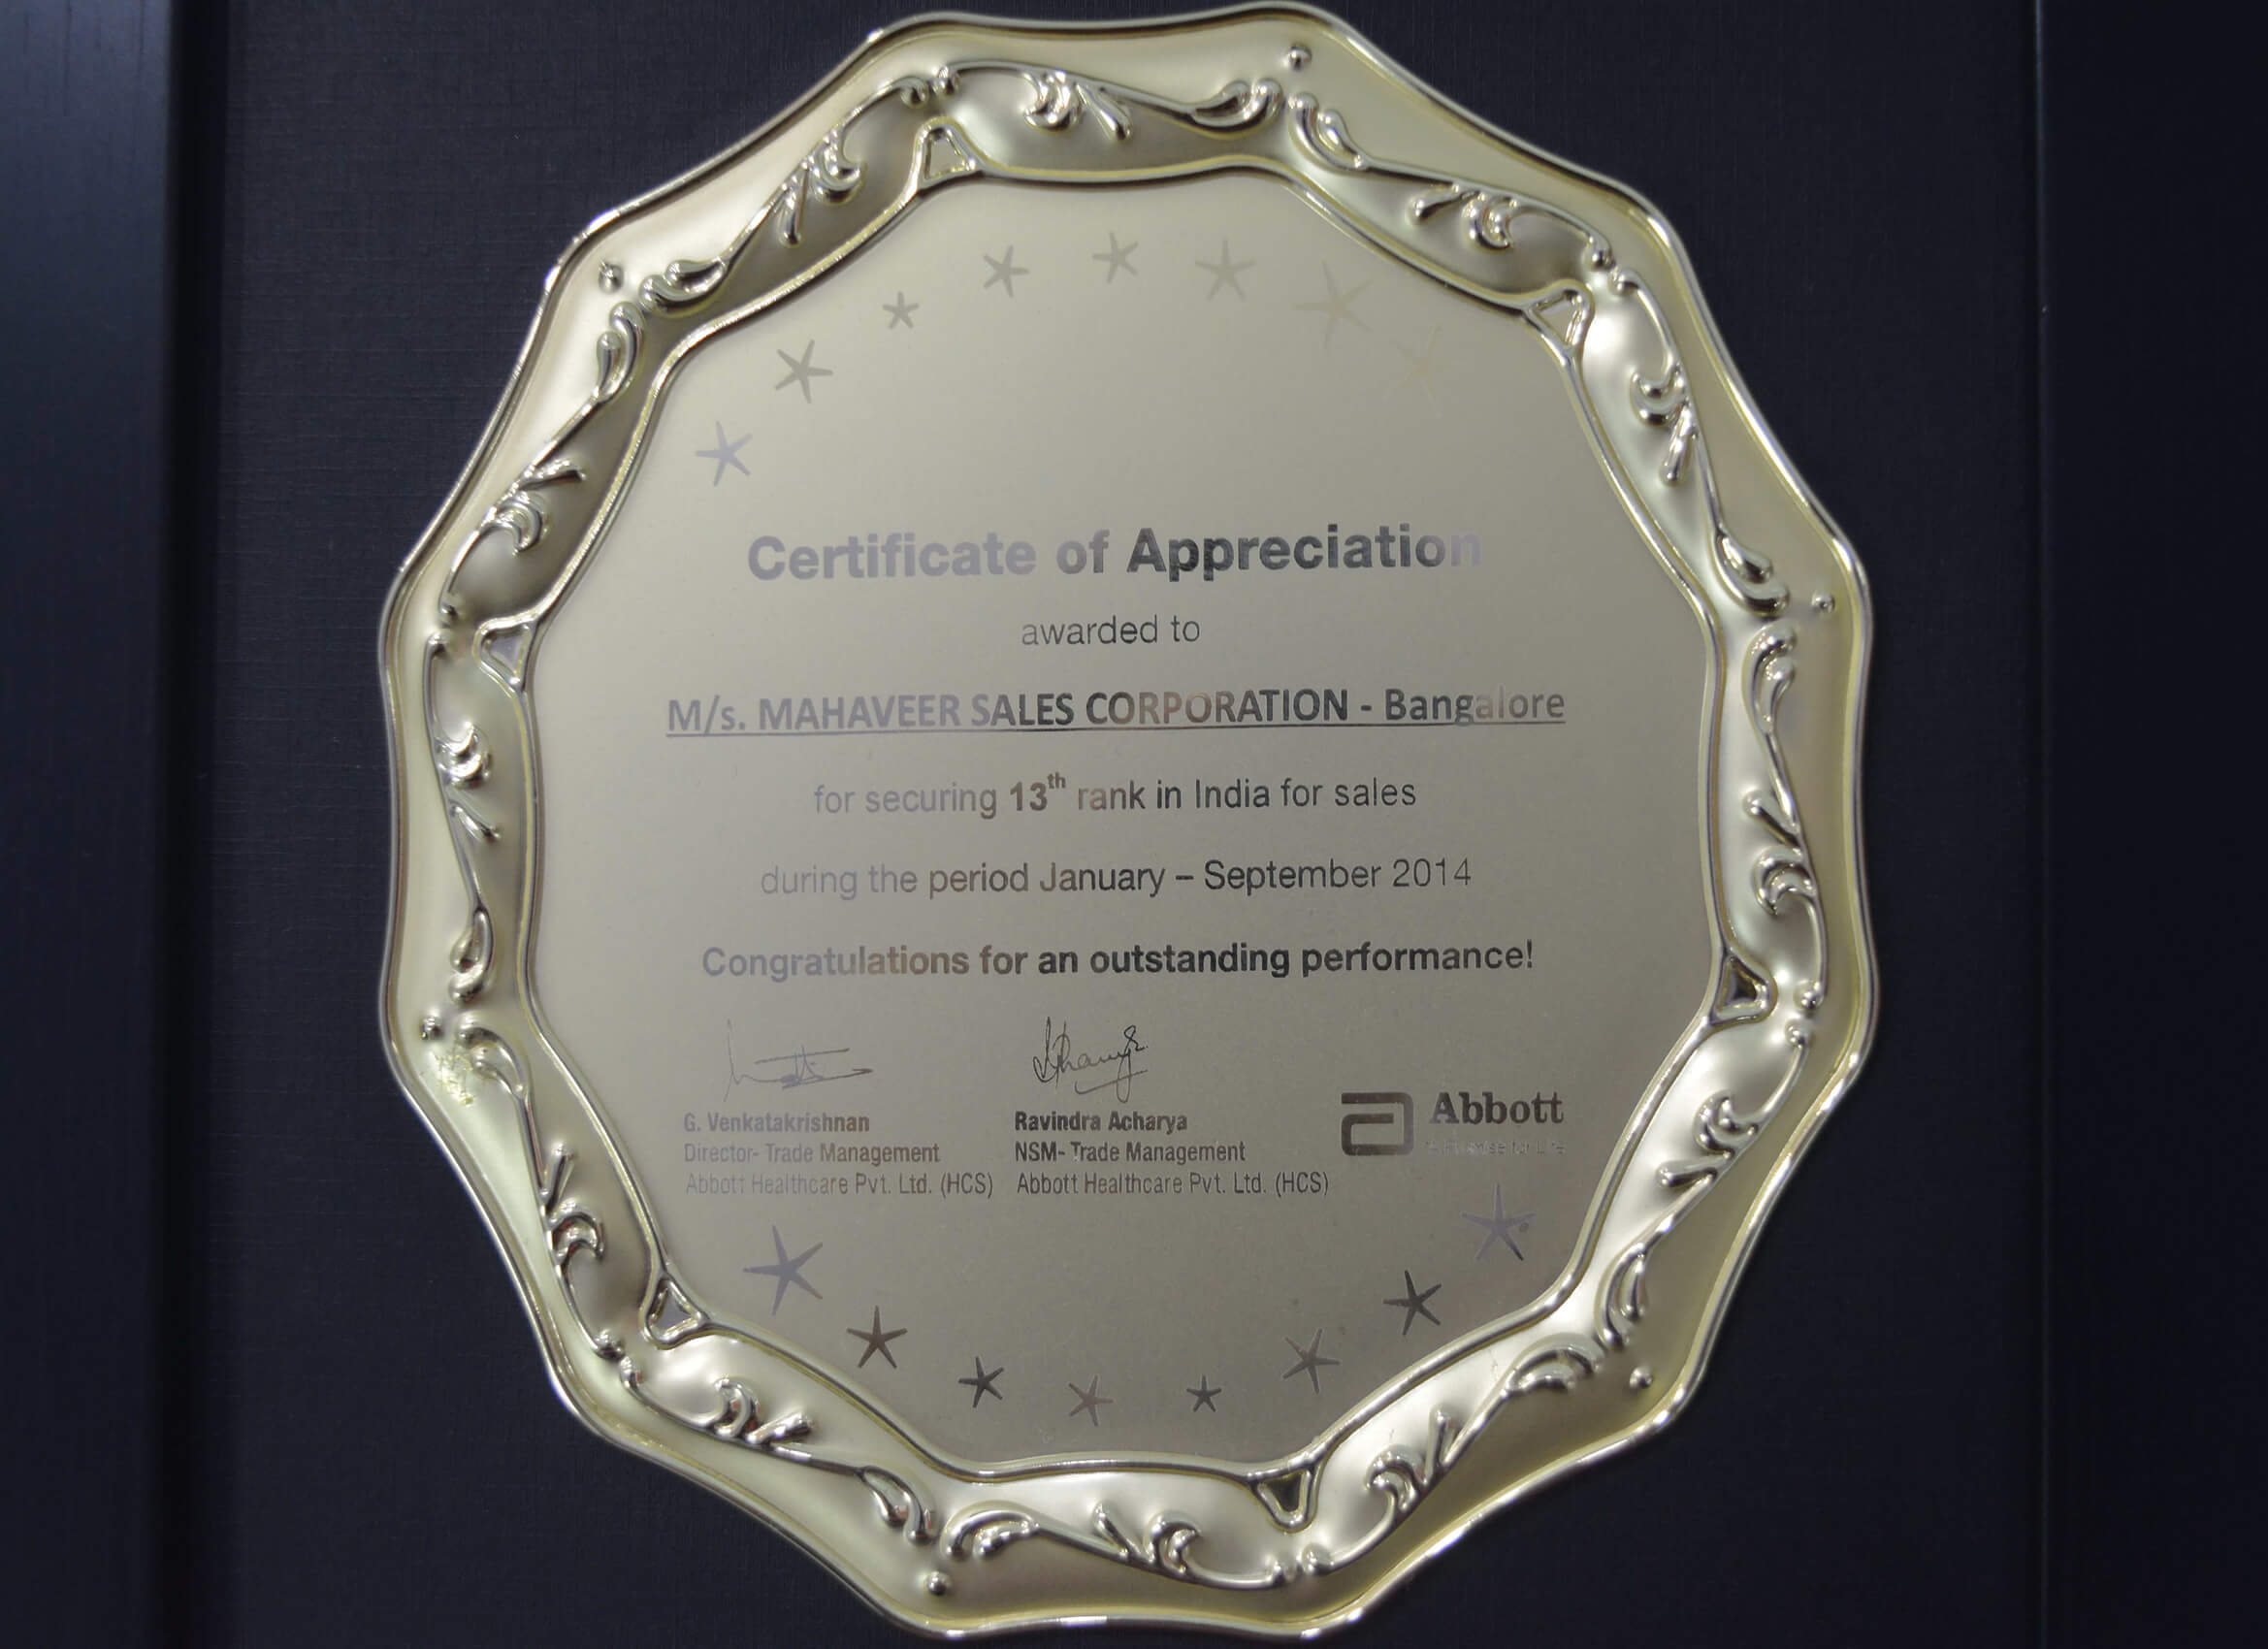 Certificate of Appreciation
awarded to
M/s. MAHAVEER SALES CORPORATION - Bangalore
for securing 13th rank in India for sales
during the period January – September 2014
Congratulations for an outstanding performance!
G. Venkatakrishnan
Director- Trade Management
Abbott Healthcare Pvt. Ltd. (HCS)
Ravindra Acharya
NSM- Trade Management
Abbott Healthcare Pvt. Ltd. (HCS)
Abbott
A Promise for Life